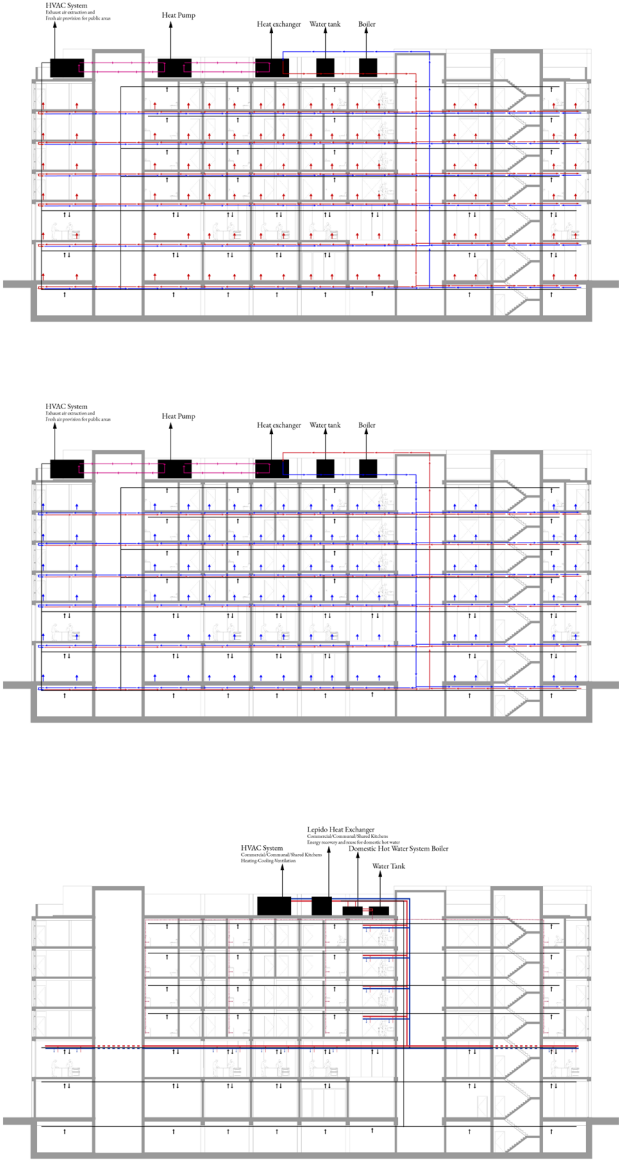 HVAC System
Exhaust air extraction and
Fresh air provision for public areas
Heat Pump
Heat exchanger
Water tank
Boiler
HVAC System
Exhaust air extraction and
Fresh air provision for public areas
Heat Pump
Heat exchanger
Water tank
Boiler
Lepido Heat Exchanger
Commercial/Communal/Shared Kitchens
Energy recovery and reuse for domestic hot water
HVAC System
Commercial/Communal/Shared Kitchens
Heating-Cooling Ventilation
Domestic Hot Water System Boiler
Water Tank